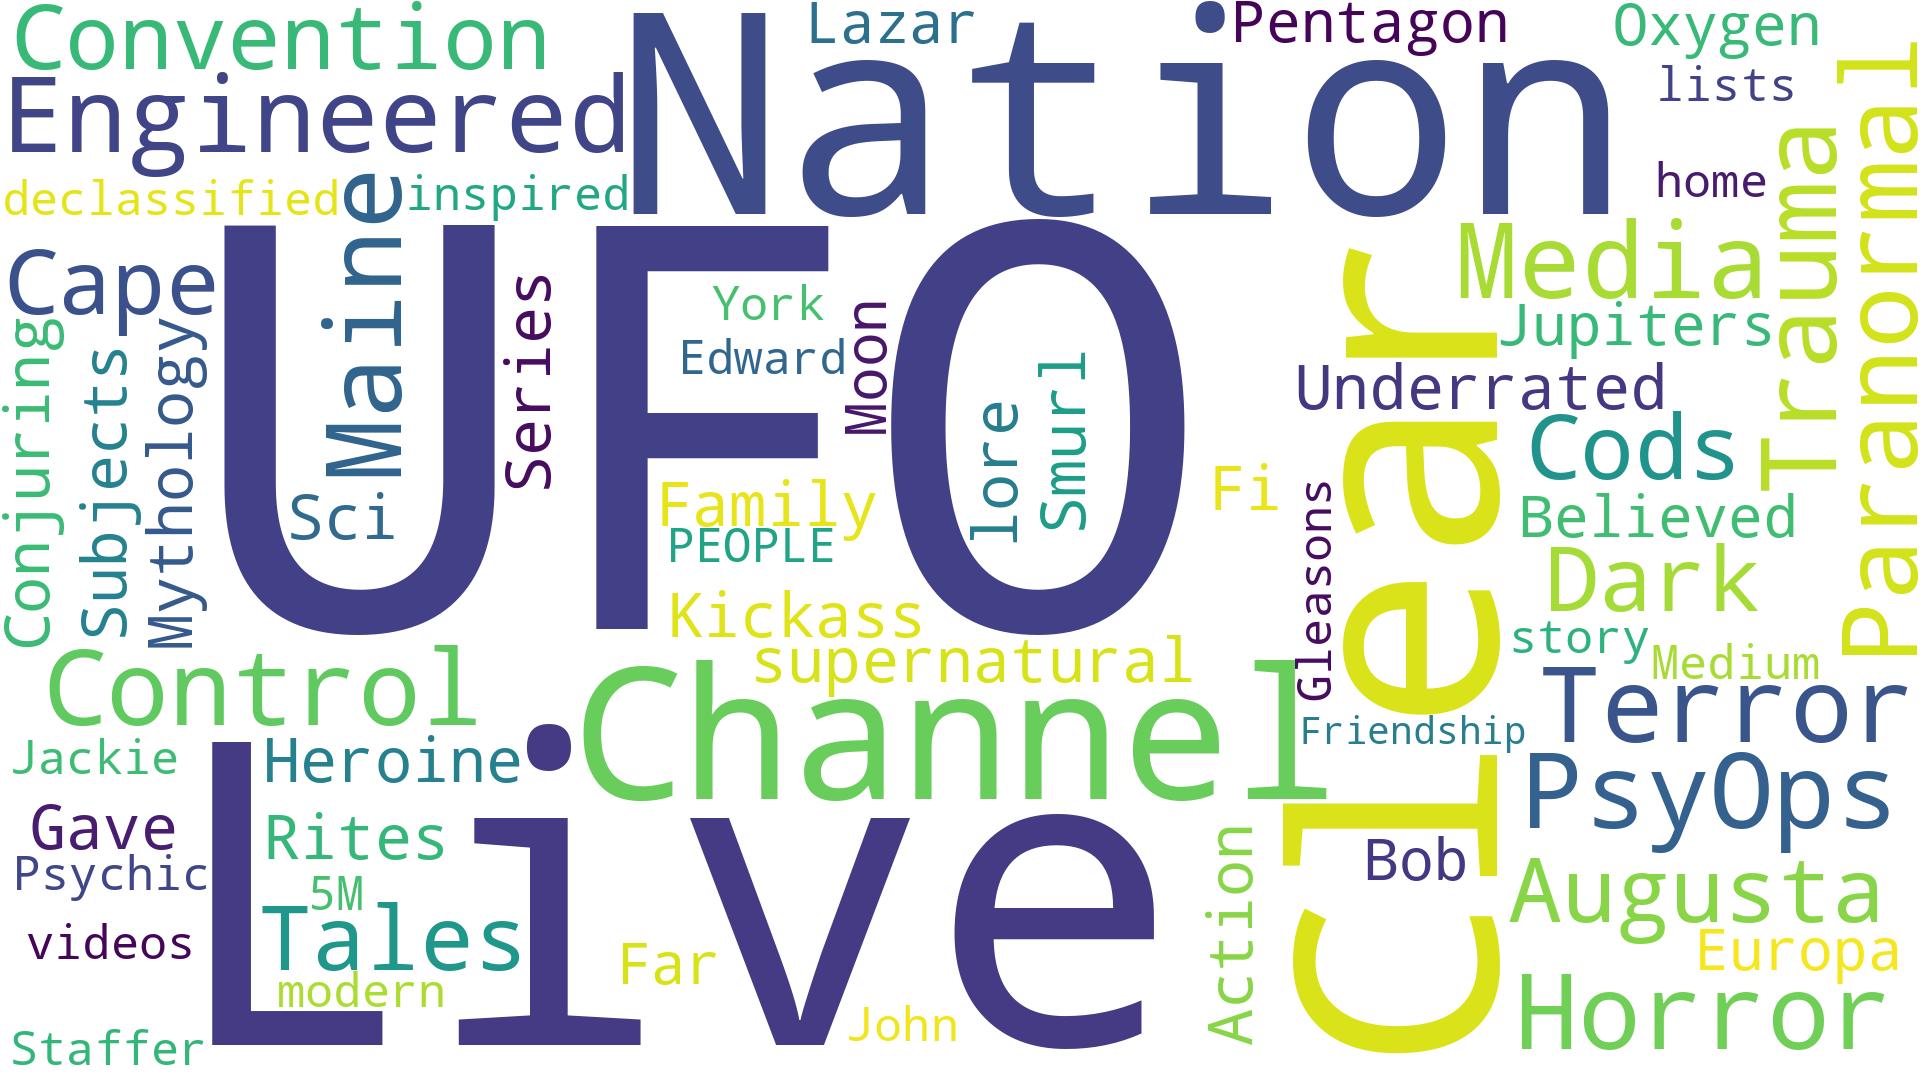 Convention
Nation
Lazar
Pentagon
Oxygen
lists
Engineered
declassified
Maine
inspired
home
Trauma
Paranormal
Cape
UFO
Series
York
Edward
Moon
lore
Smurl
Media
Jupiters
Underrated
Cods
Believed
Conjuring
Subjects
Mythology
Sci
Family
PEOPLE
Fi
Gleasons
Clear
Dark
Kickass
supernatural
story
Medium
Control
Channel
Friendship
Terror
Jackie
Heroine
Live
PsyOps
Gave
Psychic
Rites
5M
Bob
Augusta
videos
Tales
modern
Far
Action
Europa
Staffer
John
Horror